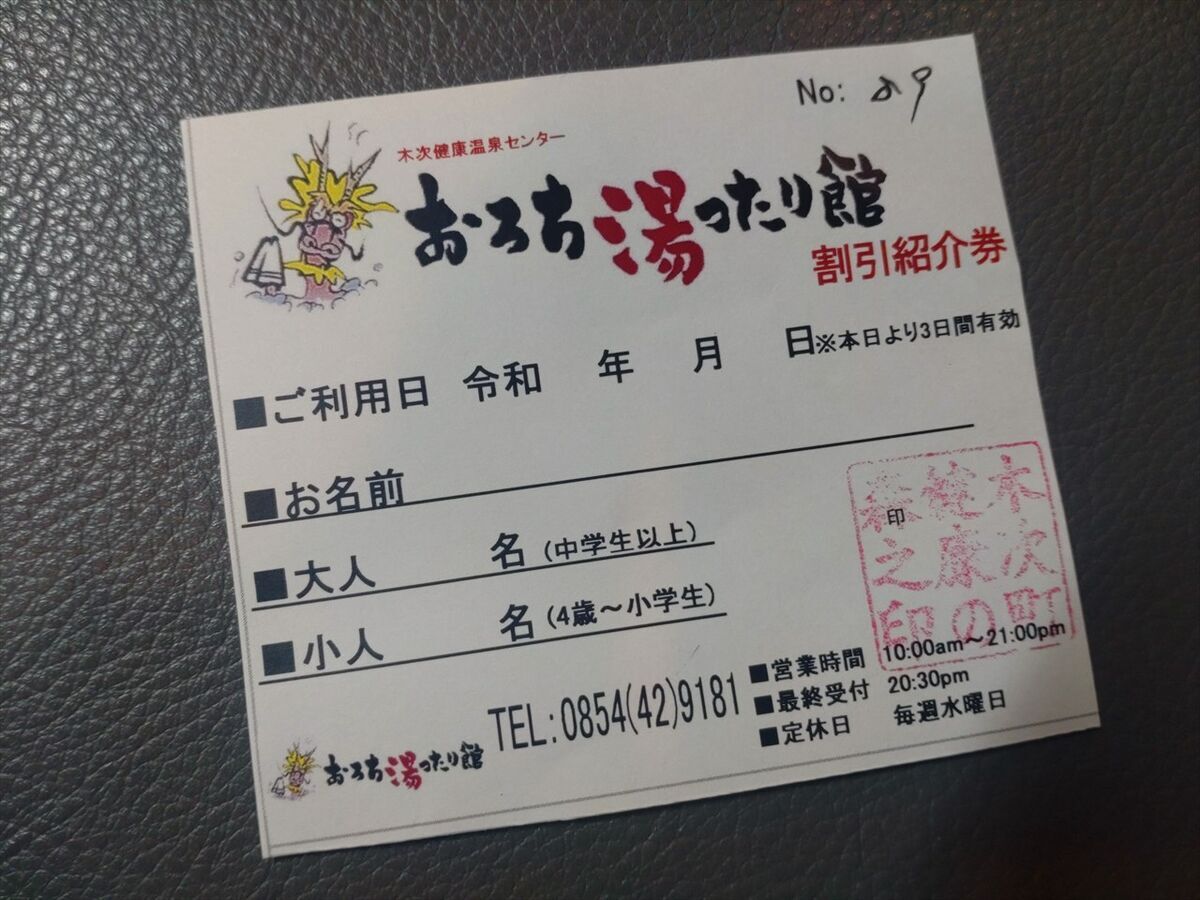 No: 29
木次健康温泉センター
おろち湯ったり館
割引紹介券
■ご利用日 令和 年 月 日※本日より3日間有効
■お名前
印
■大人 名(中学生以上)
■小人 名(4歳～小学生)
木次町
健康の
森之印
TEL:0854(42)9181
■営業時間 10:00am～21:00pm
■最終受付 20:30pm
■定休日 毎週水曜日
おろち湯ったり館